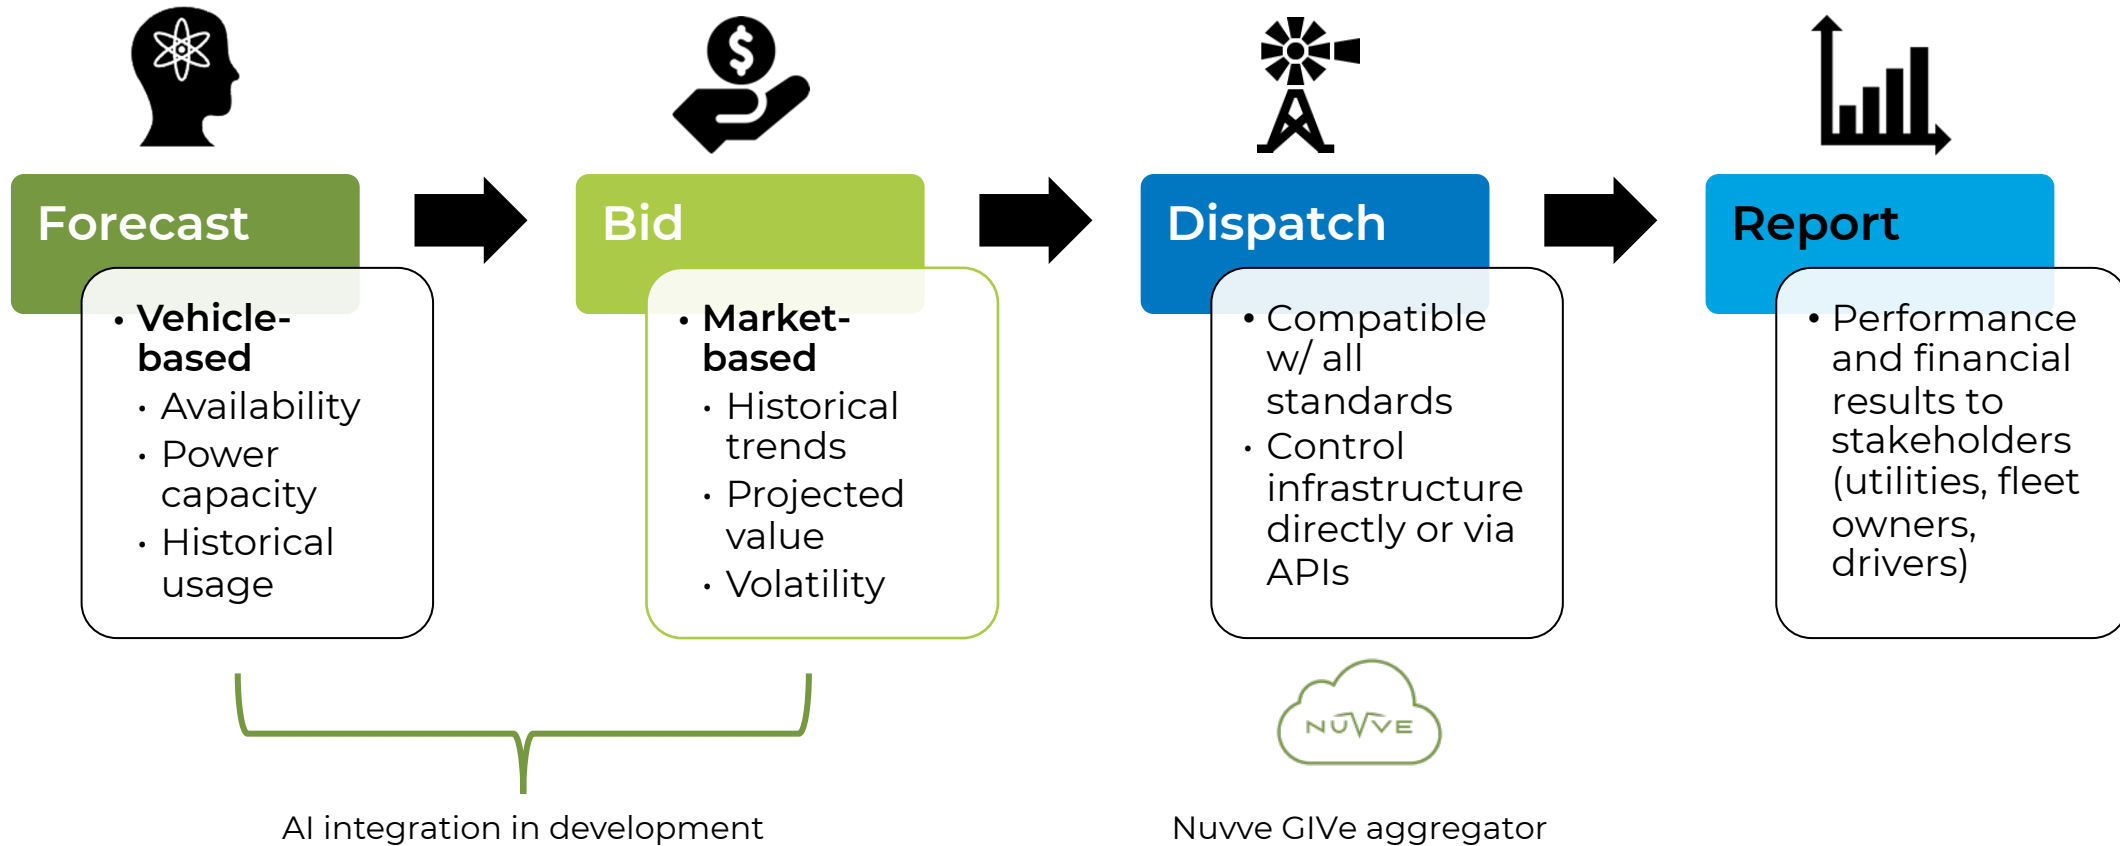 Forecast
• Vehicle-
based
• Availability
• Power
capacity
• Historical
usage
Bid
• Market-
based
• Historical
trends
• Projected
value
• Volatility
Dispatch
• Compatible
w/ all
standards
• Control
infrastructure
directly or via
APIs
Report
• Performance
and financial
results to
stakeholders
(utilities, fleet
owners,
drivers)
$
NUVVE
AI integration in development
Nuvve GIVe aggregator